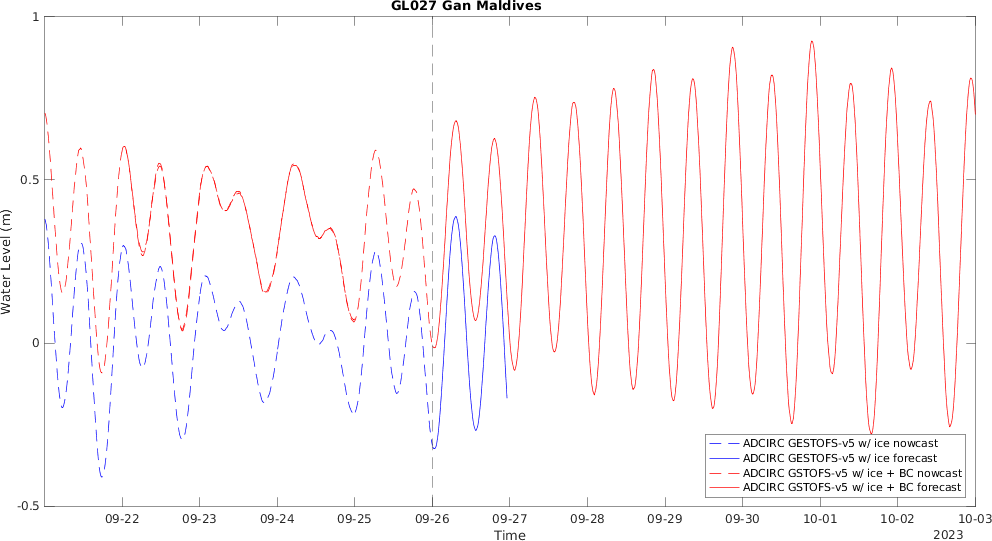 GL027 Gan Maldives
1
0.5
0
-0.5
Water Level (m)
ADCIRC GESTOFS-v5 w/ ice nowcast
ADCIRC GESTOFS-v5 w/ ice forecast
ADCIRC GSTOFS-v5 w/ ice + BC nowcast
ADCIRC GSTOFS-v5 w/ ice + BC forecast
09-22 09-23 09-24 09-25 09-26 09-27 09-28 09-29 09-30 10-01 10-02 10-03
Time
2023